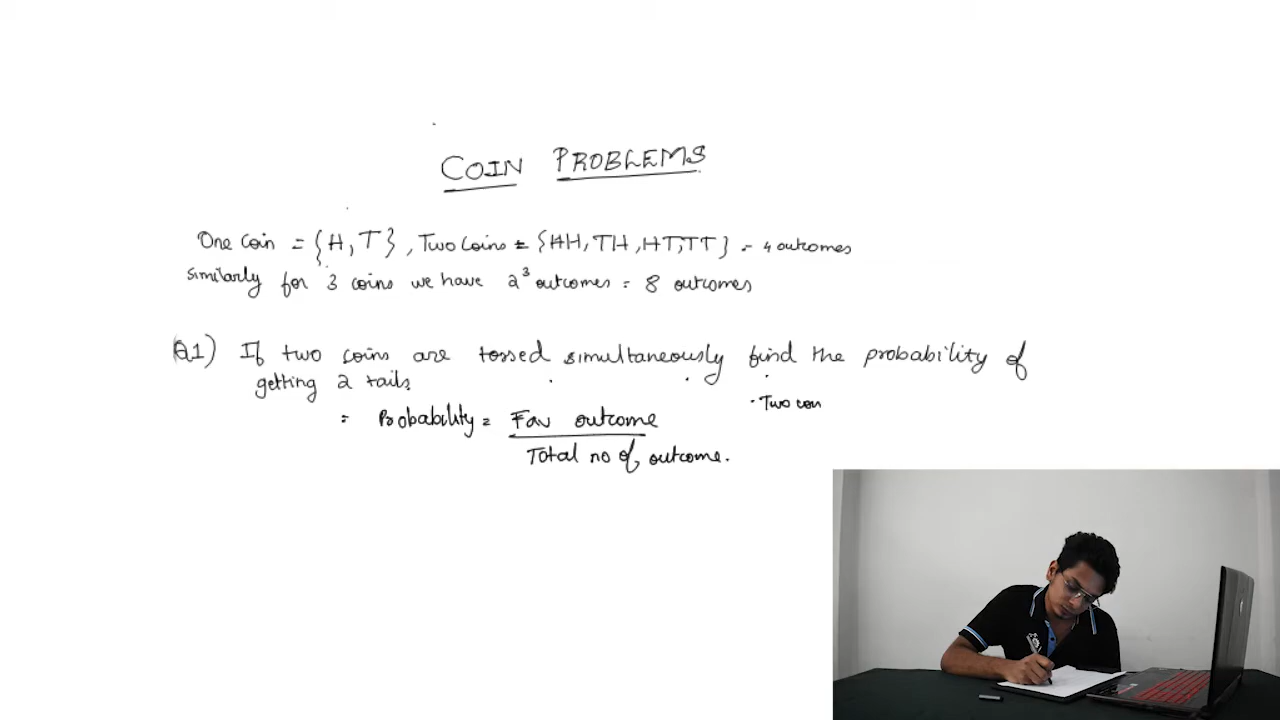 COIN PROBLEMS
One Coin = {H, T}, Two Coins = {HH, TH, HT, TT} = 4 outcomes
Similarly for 3 coins we have 2³ outcomes = 8 outcomes
Q1) If two coins are tossed simultaneously find the probability of
getting 2 tails.
= Probability = Fav outcome
Total no of outcome.
. Two con